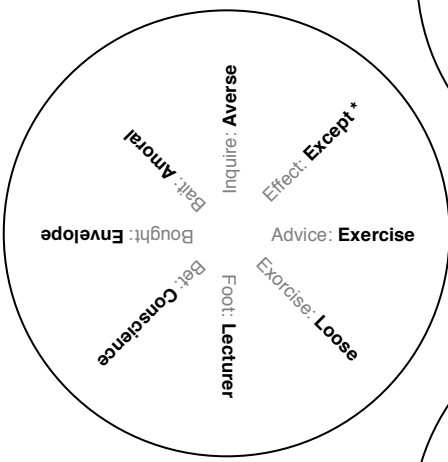 Inquire: Averse
Effect: Except *
Advice: Exercise
Exorcise: Loose
Foot: Lecturer
Bet: Conscience
Bought: Envelope
Bait: Amoral